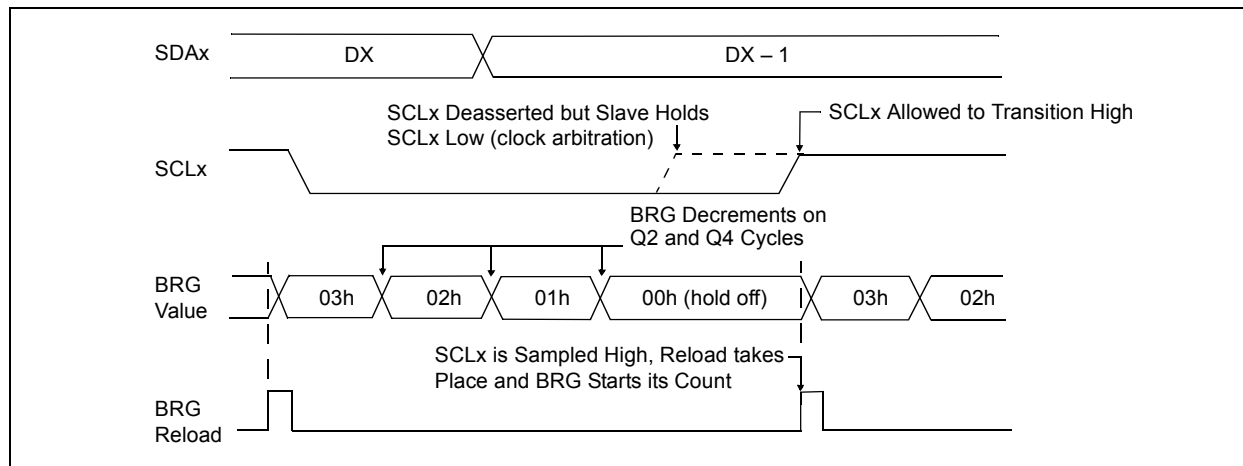 SDAx
DX
DX – 1
SCLx Deasserted but Slave Holds
SCLx Low (clock arbitration)
SCLx Allowed to Transition High
SCLx
BRG Decrements on
Q2 and Q4 Cycles
BRG
Value
03h
02h
01h
00h (hold off)
03h
02h
SCLx is Sampled High, Reload takes
Place and BRG Starts its Count
BRG
Reload